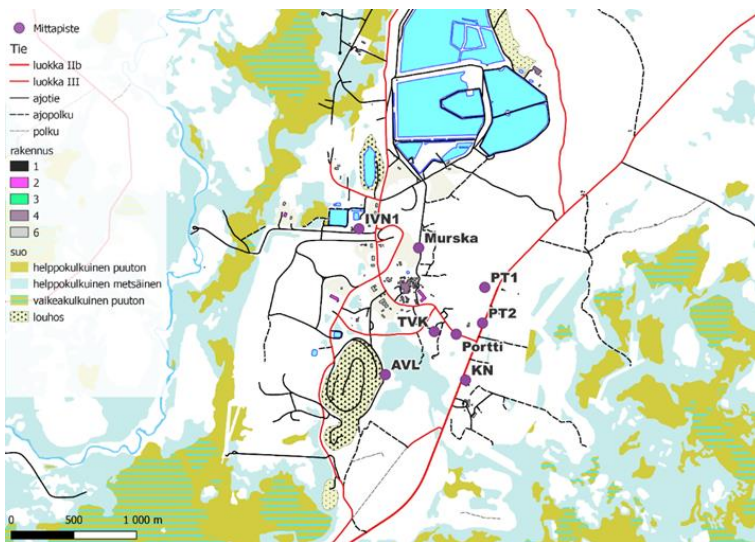 Mittapiste
Tie
luokka IIb
luokka III
ajotie
ajopolku
polku
rakennus
1
2
3
4
6
suo
helppokulkuinen puuton
helppokulkuinen metsäinen
vaikeakulkuinen puuton
louhos
IVN1
Murska
PT1
PT2
TVK
Portti
AVL
KN
0 500 1 000 m